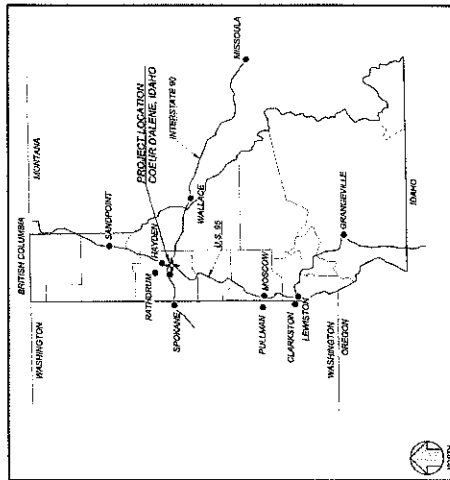 BRITISH COLUMBIA
WASHINGTON
MONTANA
SANDPOINT
PROJECT LOCATION
COEUR D'ALENE, IDAHO
HAYDEN
RATHDRUM
INTERSTATE 90
SPOKANE
WALLACE
MISSOULA
U.S. 95
MOSCOW
PULLMAN
CLARKSTON
LEWISTON
GRANGEVILLE
WASHINGTON
OREGON
IDAHO